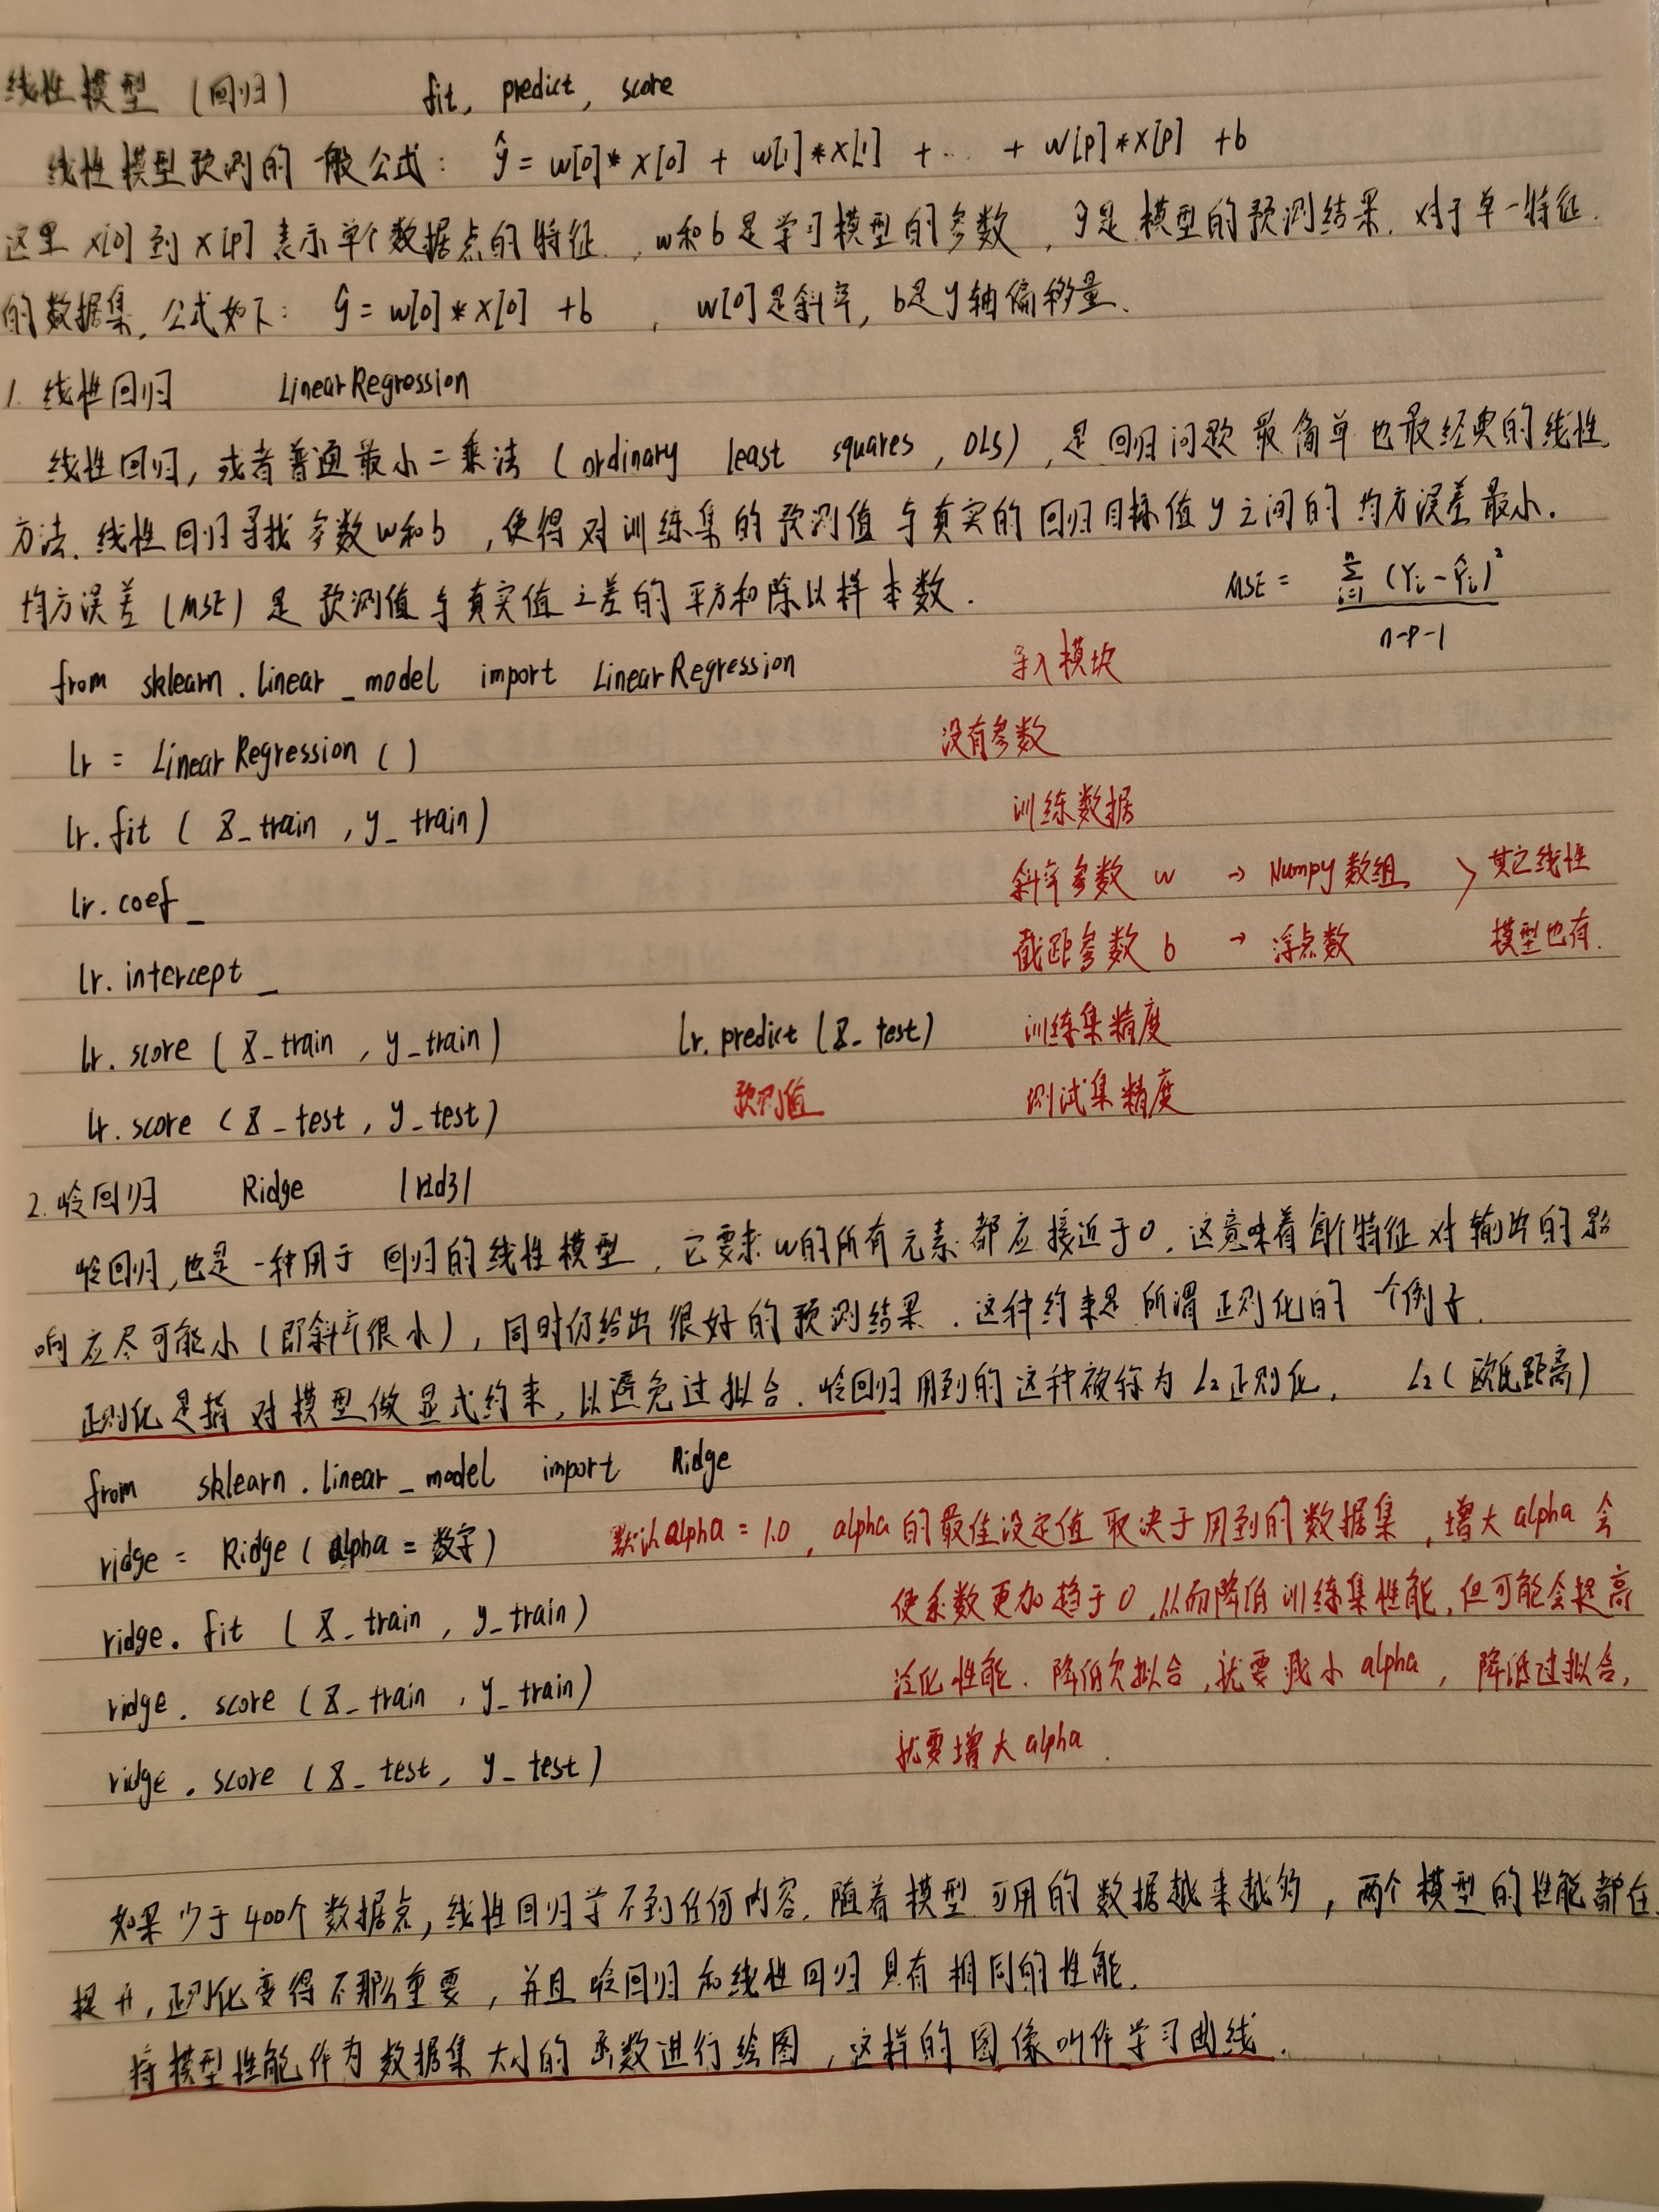 线性模型 (回归) fit, predict, score
线性模型预测的一般公式: ŷ = w[0]* x[0] + w[1]*x[1] + … + w[p]*x[p] +b
这里 x[0] 到 x[p] 表示单个数据点的特征, w和b是学习模型的参数, ŷ是模型的预测结果. 对于单一特征
的数据集, 公式如下: ŷ = w[0]*x[0] +b , w[0]是斜率, b是y轴偏移量.
1. 线性回归 LinearRegression
线性回归, 或者普通最小二乘法 (ordinary least squares, OLS), 是回归问题最简单也最经典的线性
方法. 线性回归寻找参数w和b, 使得对训练集的预测值与真实的回归目标值y之间的均方误差最小.
均方误差 (MSE) 是预测值与真实值之差的平方和除以样本数. MSE = \frac{\sum_{i=1}^{n} (Y_i - Ŷ_i)^2}{n-p-1}
from sklearn.linear_model import LinearRegression 导入模块
lr = LinearRegression() 没有参数
lr.fit (X_train, y_train) 训练数据
lr.coef_ 斜率参数 w → Numpy数组 > 其它线性
lr.intercept_ 截距参数 b → 浮点数 模型也有.
lr.score (X_train, y_train) lr.predict (X_test) 训练集精度
lr.score (X_test, y_test) 预测值 测试集精度
2. 岭回归 Ridge /rɪdʒ/
岭回归, 也是一种用于回归的线性模型, 它要求w的所有元素都应接近于0. 这意味着每个特征对输出的影
响应尽可能小 (即斜率很小), 同时仍给出很好的预测结果. 这种约束是所谓正则化的一个例子.
正则化是指对模型做显式约束, 以避免过拟合. 岭回归用到的这种被称为L2正则化, L2 (欧氏距离)
from sklearn.linear_model import Ridge
ridge = Ridge (alpha = 数字) 默认alpha = 1.0, alpha的最佳设定值取决于用到的数据集, 增大alpha会
ridge.fit (X_train, y_train) 使系数更加趋于0, 从而降低训练集性能, 但可能会提高
ridge.score (X_train, y_train) 泛化性能. 降低欠拟合, 就要减小alpha, 降低过拟合,
ridge.score (X_test, y_test) 就要增大alpha.
如果少于400个数据点, 线性回归学不到任何内容. 随着模型可用的数据越来越多, 两个模型的性能都在
提升, 正则化变得不那么重要, 并且岭回归和线性回归具有相同的性能.
将模型性能作为数据集大小的函数进行绘图, 这样的图像叫作学习曲线.